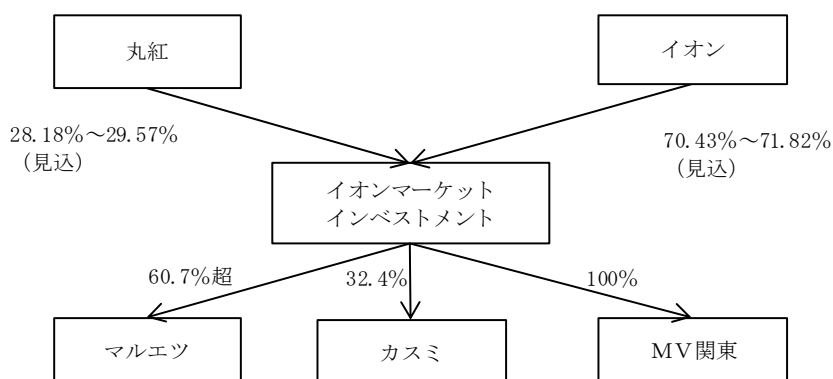 丸紅
イオン
28.18%～29.57%
(見込)
70.43%～71.82%
(見込)
イオンマーケット
インベストメント
60.7%超
32.4%
100%
マルエツ
カスミ
ＭＶ関東